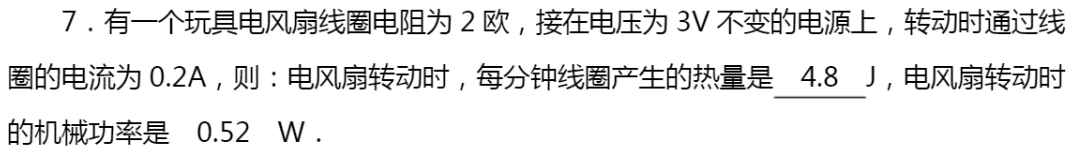 7．有一个玩具电风扇线圈电阻为 2 欧，接在电压为 3V 不变的电源上，转动时通过线
圈的电流为 0.2A，则：电风扇转动时，每分钟线圈产生的热量是 4.8 J，电风扇转动时
的机械功率是 0.52 W．